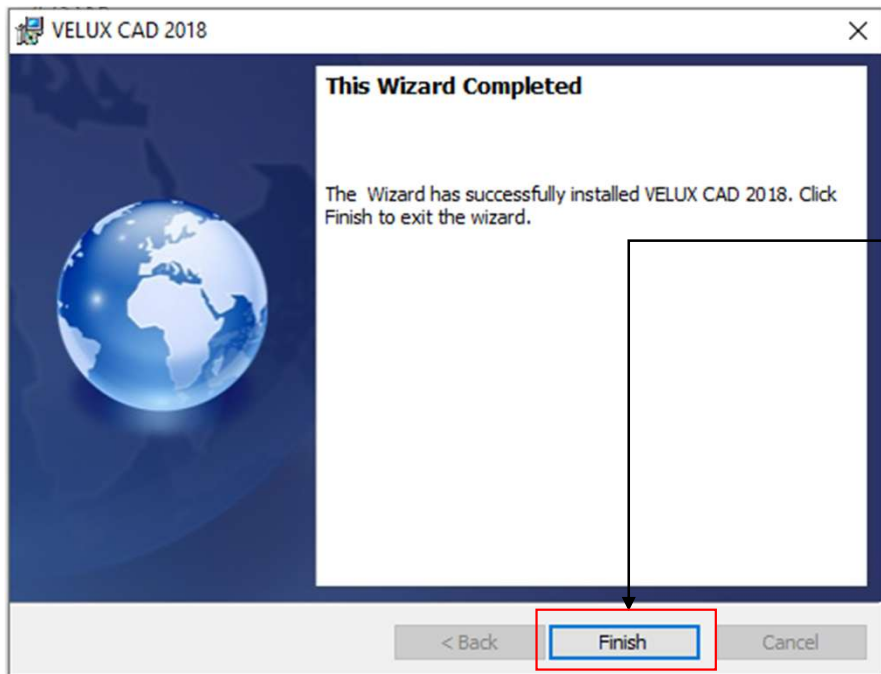 VELUX CAD 2018
This Wizard Completed
The Wizard has successfully installed VELUX CAD 2018. Click
Finish to exit the wizard.
< Back Finish Cancel